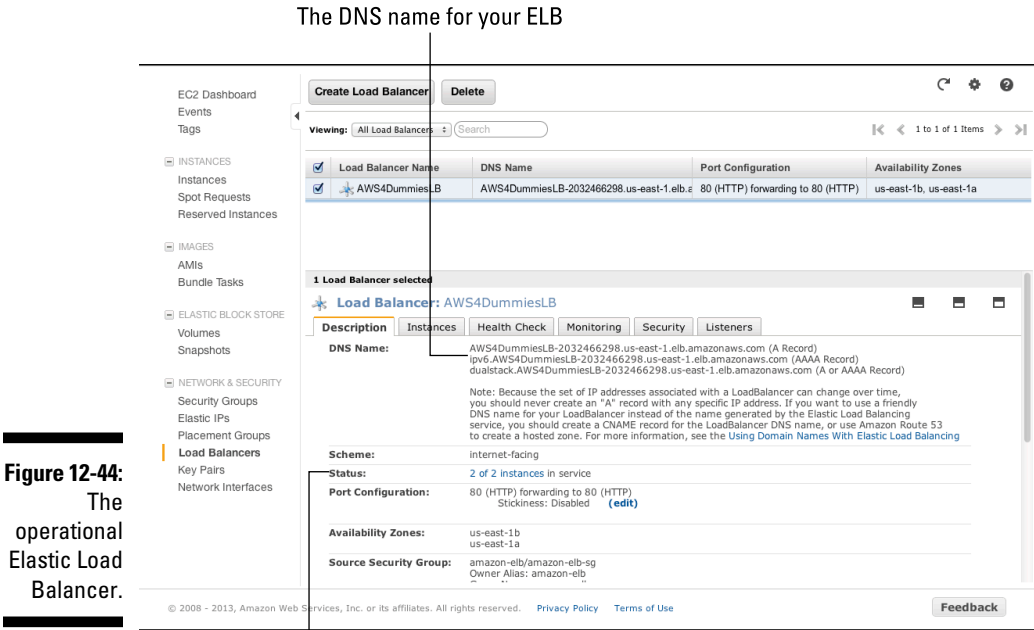 The DNS name for your ELB
EC2 Dashboard
Events
Tags
INSTANCES
Instances
Spot Requests
Reserved Instances
IMAGES
AMIs
Bundle Tasks
ELASTIC BLOCK STORE
Volumes
Snapshots
NETWORK & SECURITY
Security Groups
Elastic IPs
Placement Groups
Load Balancers
Key Pairs
Network Interfaces
Create Load Balancer Delete
Viewing: All Load Balancers Search 1 to 1 of 1 Items
Load Balancer Name DNS Name Port Configuration Availability Zones
AWS4DummiesLB AWS4DummiesLB-2032466298.us-east-1.elb.a 80 (HTTP) forwarding to 80 (HTTP) us-east-1b, us-east-1a
1 Load Balancer selected
Load Balancer: AWS4DummiesLB
Description Instances Health Check Monitoring Security Listeners
DNS Name: AWS4DummiesLB-2032466298.us-east-1.elb.amazonaws.com (A Record)
ipv6.AWS4DummiesLB-2032466298.us-east-1.elb.amazonaws.com (AAAA Record)
dualstack.AWS4DummiesLB-2032466298.us-east-1.elb.amazonaws.com (A or AAAA Record)
Note: Because the set of IP addresses associated with a LoadBalancer can change over time,
you should never create an "A" record with any specific IP address. If you want to use a friendly
DNS name for your LoadBalancer instead of the name generated by the Elastic Load Balancing
service, you should create a CNAME record for the LoadBalancer DNS name, or use Amazon Route 53
to create a hosted zone. For more information, see the Using Domain Names With Elastic Load Balancing
Scheme: internet-facing
Status: 2 of 2 instances in service
Port Configuration: 80 (HTTP) forwarding to 80 (HTTP)
Stickiness: Disabled (edit)
Availability Zones: us-east-1b
us-east-1a
Source Security Group: amazon-elb/amazon-elb-sg
Owner Alias: amazon-elb
© 2008 - 2013, Amazon Web Services, Inc. or its affiliates. All rights reserved. Privacy Policy Terms of Use Feedback
Figure 12-44:
The
operational
Elastic Load
Balancer.